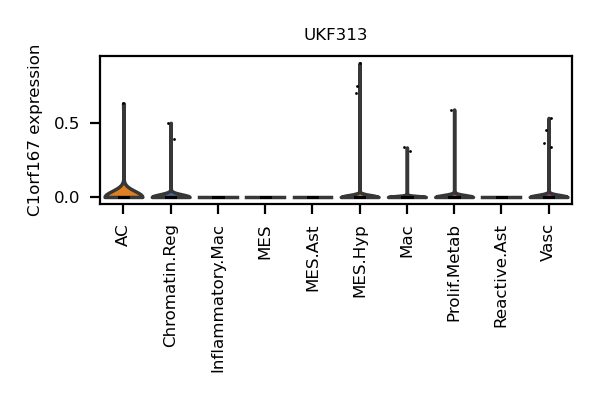 UKF313
C1orf167 expression
0.5
0.0
AC
Chromatin.Reg
Inflammatory.Mac
MES
MES.Ast
MES.Hyp
Mac
Prolif.Metab
Reactive.Ast
Vasc